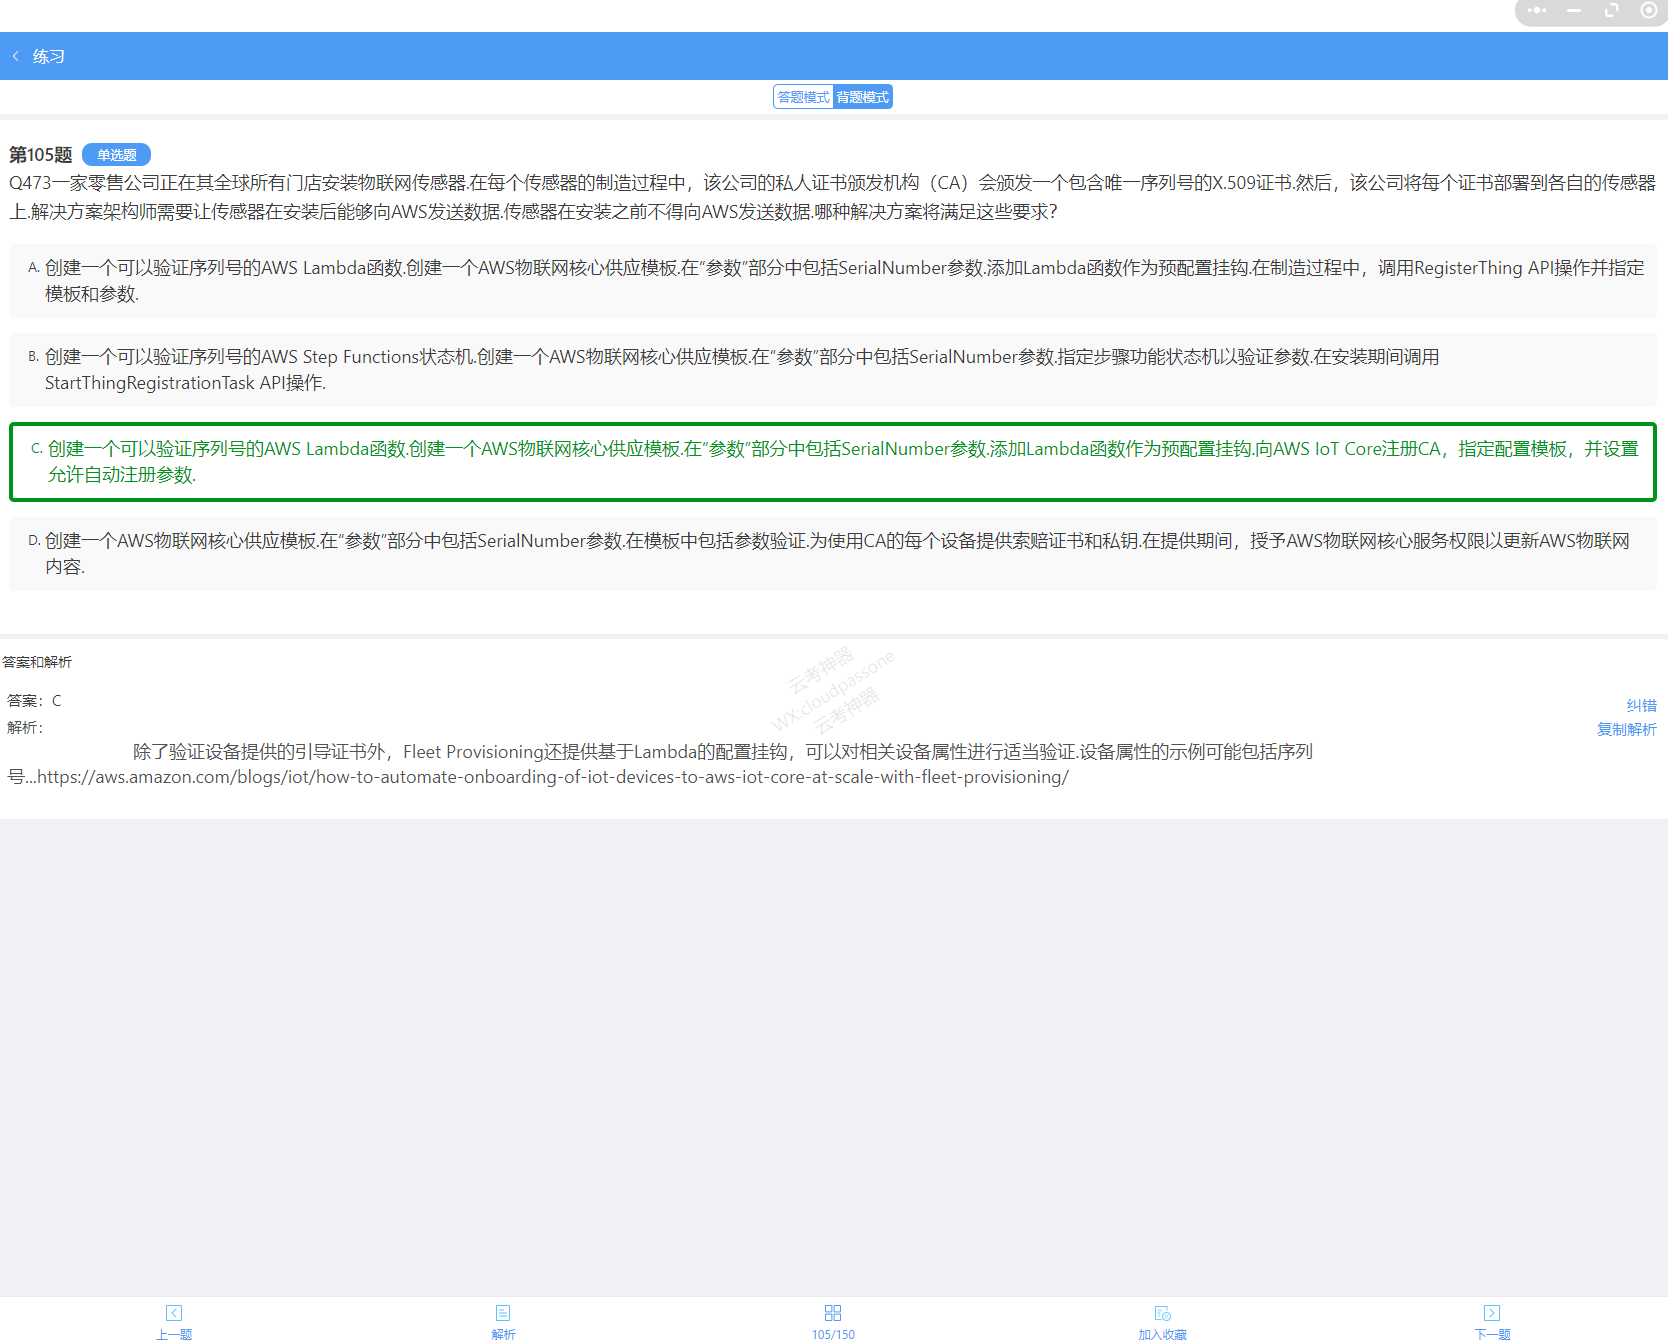 练习
答题模式 背题模式
第105题 单选题
Q473一家零售公司正在其全球所有门店安装物联网传感器.在每个传感器的制造过程中，该公司的私人证书颁发机构（CA）会颁发一个包含唯一序列号的X.509证书.然后，该公司将每个证书部署到各自的传感器
上.解决方案架构师需要让传感器在安装后能够向AWS发送数据.传感器在安装之前不得向AWS发送数据.哪种解决方案将满足这些要求？
A. 创建一个可以验证序列号的AWS Lambda函数.创建一个AWS物联网核心供应模板.在“参数”部分中包括SerialNumber参数.添加Lambda函数作为预配置挂钩.在制造过程中，调用RegisterThing API操作并指定
模板和参数.
B. 创建一个可以验证序列号的AWS Step Functions状态机.创建一个AWS物联网核心供应模板.在“参数”部分中包括SerialNumber参数.指定步骤功能状态机以验证参数.在安装期间调用
StartThingRegistrationTask API操作.
C. 创建一个可以验证序列号的AWS Lambda函数.创建一个AWS物联网核心供应模板.在“参数”部分中包括SerialNumber参数.添加Lambda函数作为预配置挂钩.向AWS IoT Core注册CA，指定配置模板，并设置
允许自动注册参数.
D. 创建一个AWS物联网核心供应模板.在“参数”部分中包括SerialNumber参数.在模板中包括参数验证.为使用CA的每个设备提供索赔证书和私钥.在提供期间，授予AWS物联网核心服务权限以更新AWS物联网
内容.
答案和解析
云考神器
WX:cloudpassone
云考神器
答案：C
纠错
解析：
复制解析
除了验证设备提供的引导证书外，Fleet Provisioning还提供基于Lambda的配置挂钩，可以对相关设备属性进行适当验证.设备属性的示例可能包括序列
号...https://aws.amazon.com/blogs/iot/how-to-automate-onboarding-of-iot-devices-to-aws-iot-core-at-scale-with-fleet-provisioning/
上一题 解析 105/150 加入收藏 下一题